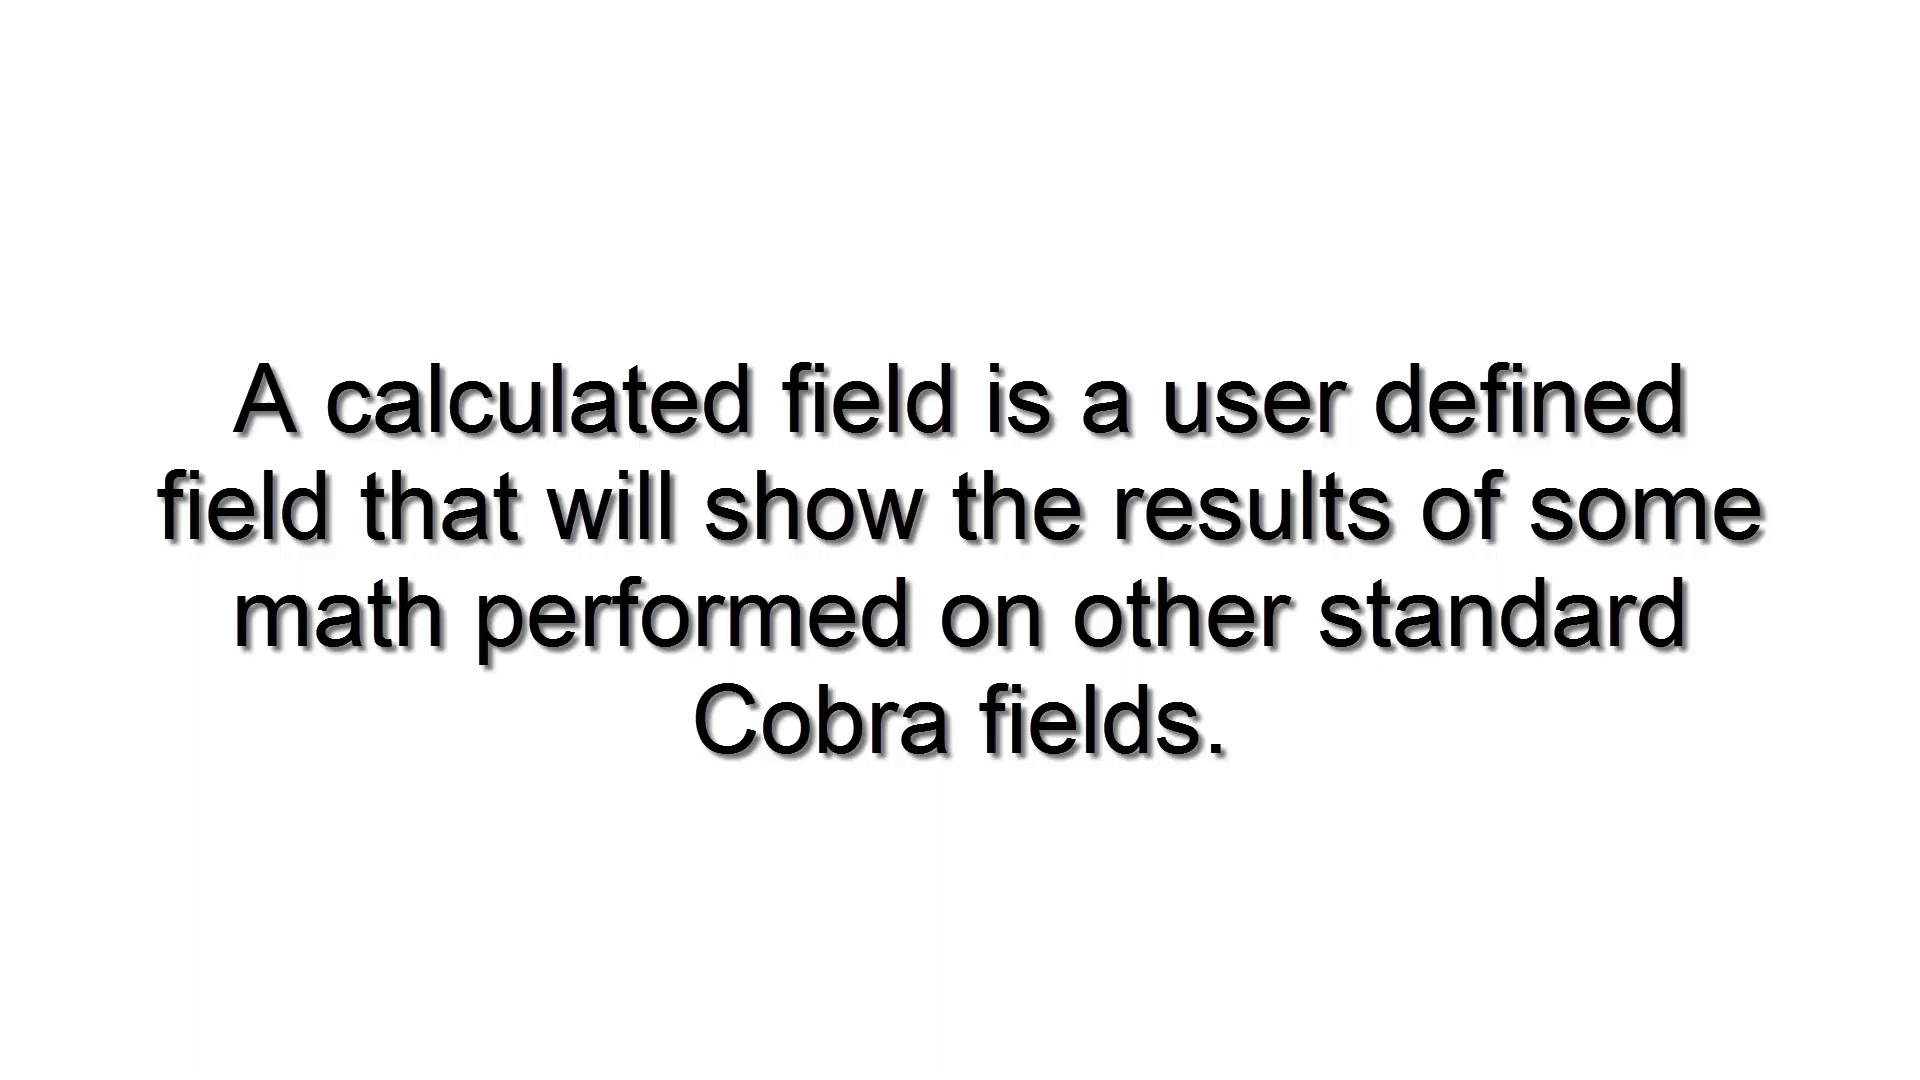 A calculated field is a user defined
field that will show the results of some
math performed on other standard
Cobra fields.